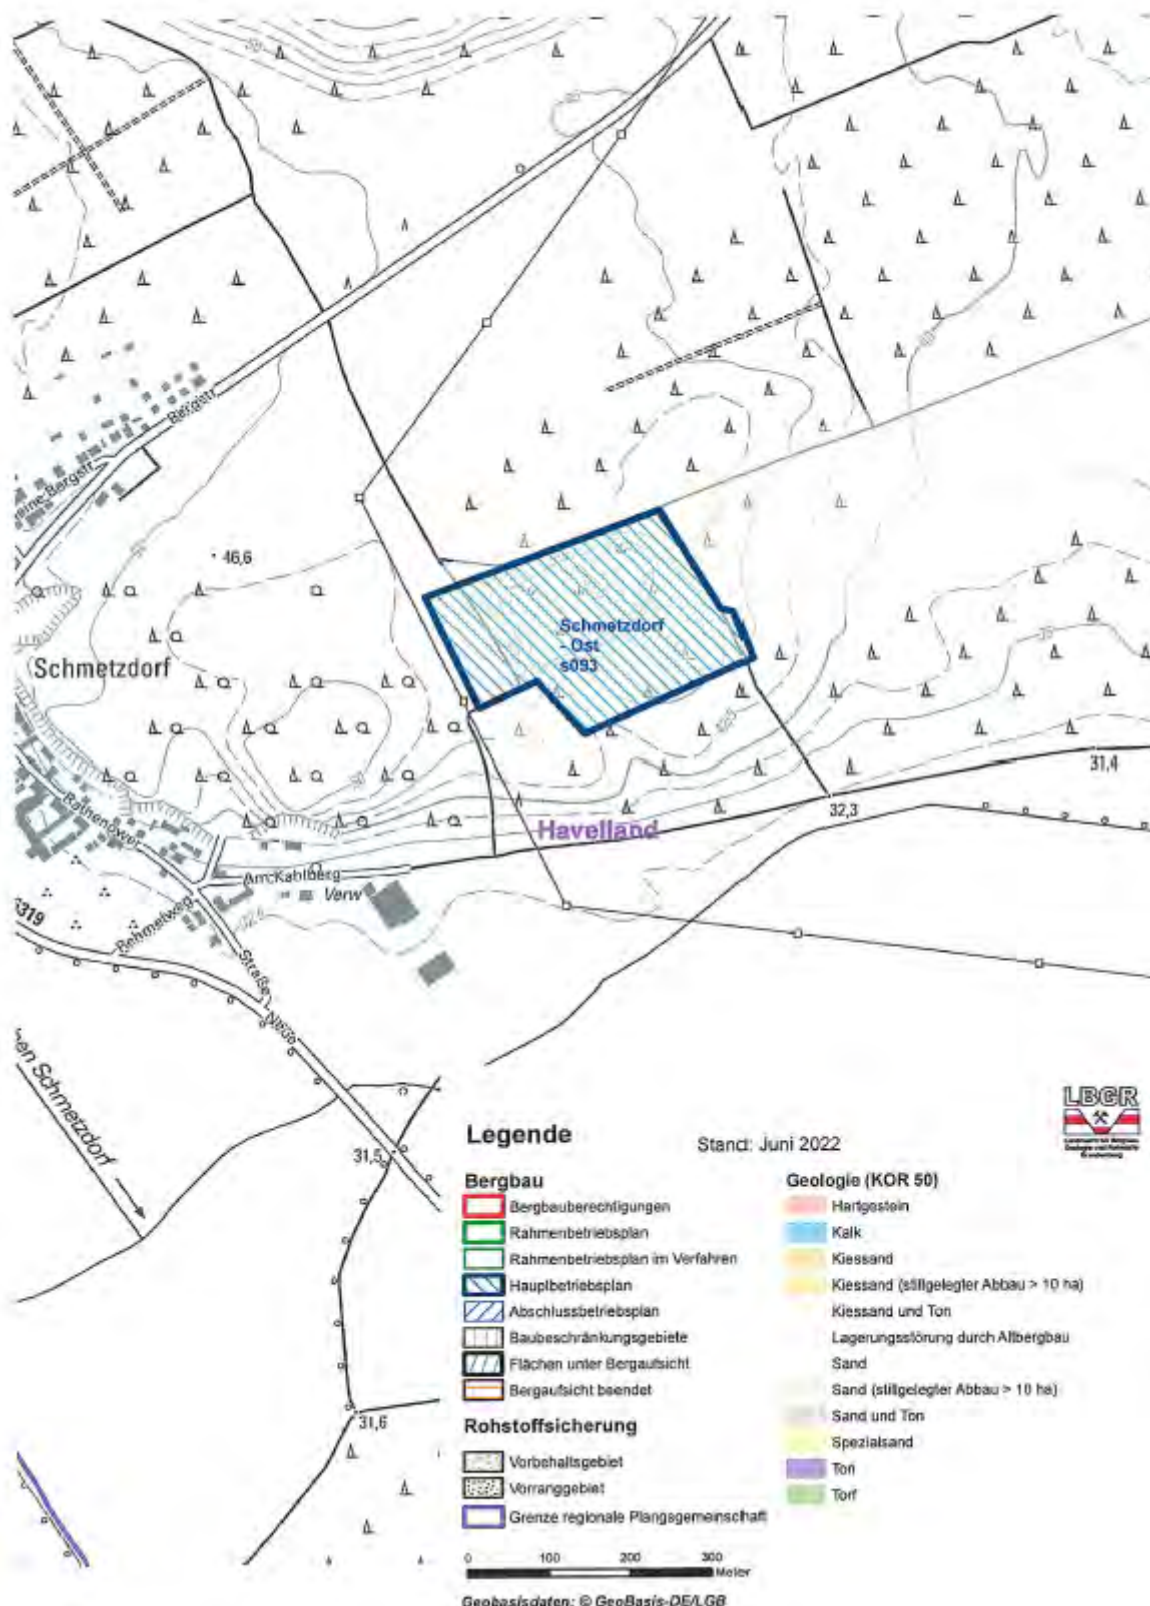 Bergstr
ine Bergstr
46,6
Schmetzdorf
Schmetzdorf
- Ost
s093
Rathenower
31,4
32,3
Havelland
Am Kahlberg
Verw
Rehmelweg
Straße
hen Schmetzdorf
31,5
31,6
LBGR
Legende
Stand: Juni 2022
Bergbau
Bergbauberechtigungen
Rahmenbetriebsplan
Rahmenbetriebsplan im Verfahren
Hauptbetriebsplan
Abschlussbetriebsplan
Baubeschränkungsgebiete
Flächen unter Bergaufsicht
Bergaufsicht beendet
Rohstoffsicherung
Vorbehaltsgebiet
Vorranggebiet
Grenze regionale Plangsgemeinschaft
Geologie (KOR 50)
Hartgestein
Kalk
Kiessand
Kiessand (stillgelegter Abbau > 10 ha)
Kiessand und Ton
Lagerungsstörung durch Altbergbau
Sand
Sand (stillgelegter Abbau > 10 ha)
Sand und Ton
Spezialsand
Ton
Torf
0 100 200 300
Meter
Geobasisdaten: © GeoBasis-DE/LGB